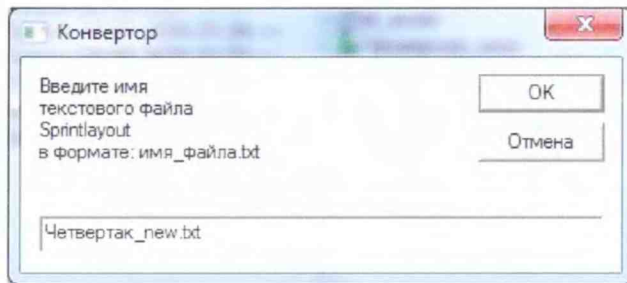 Конвертор
Введите имя
текстового файла
Sprintlayout
в формате: имя_файла.txt
OK
Отмена
Четвертак_new.txt